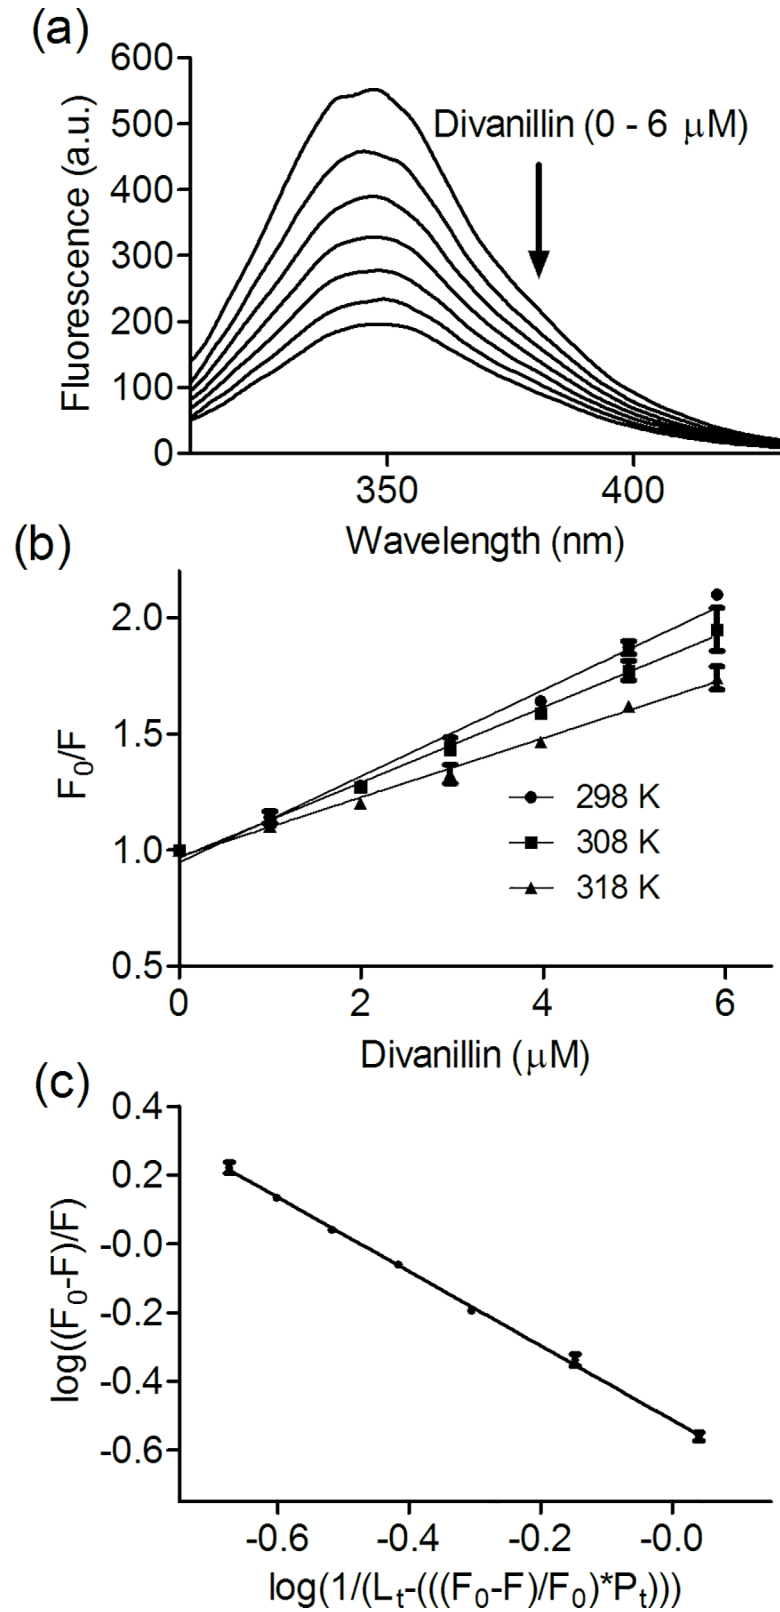 (a)
600
500
400
300
200
100
0
Fluorescence (a.u.)
Divanillin (0 - 6 μM)
350
400
Wavelength (nm)
(b)
2.0
1.5
1.0
0.5
F0/F
298 K
308 K
318 K
0
2
4
6
Divanillin (μM)
(c)
0.4
0.2
-0.0
-0.2
-0.4
-0.6
log((F0-F)/F)
-0.6
-0.4
-0.2
-0.0
log(1/(Lt-(((F0-F)/F0)*Pt)))